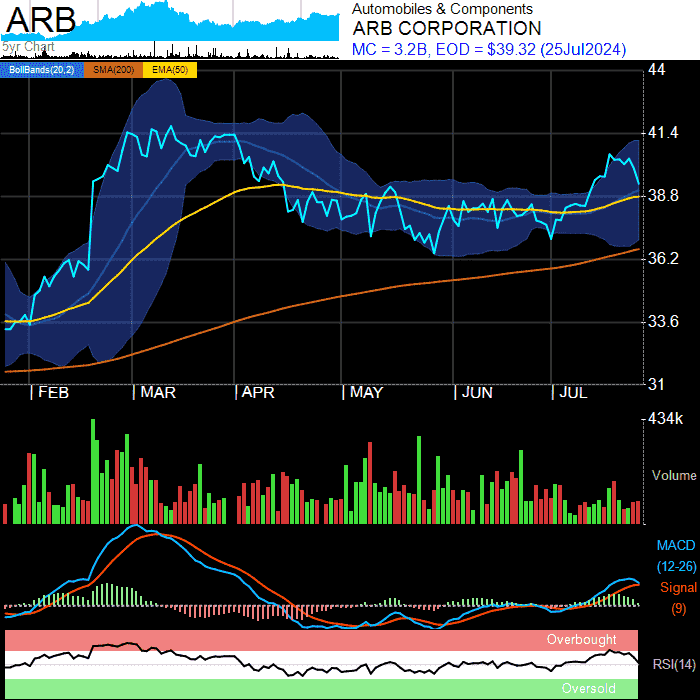 ARB
5yr Chart
Automobiles & Components
ARB CORPORATION
MC = 3.2B, EOD = $39.32 (25Jul2024)
BollBands(20,2) SMA(200) EMA(50)
44
41.4
38.8
36.2
33.6
31
FEB MAR APR MAY JUN JUL
434k
Volume
MACD
(12-26)
Signal
(9)
Overbought
RSI(14)
Oversold